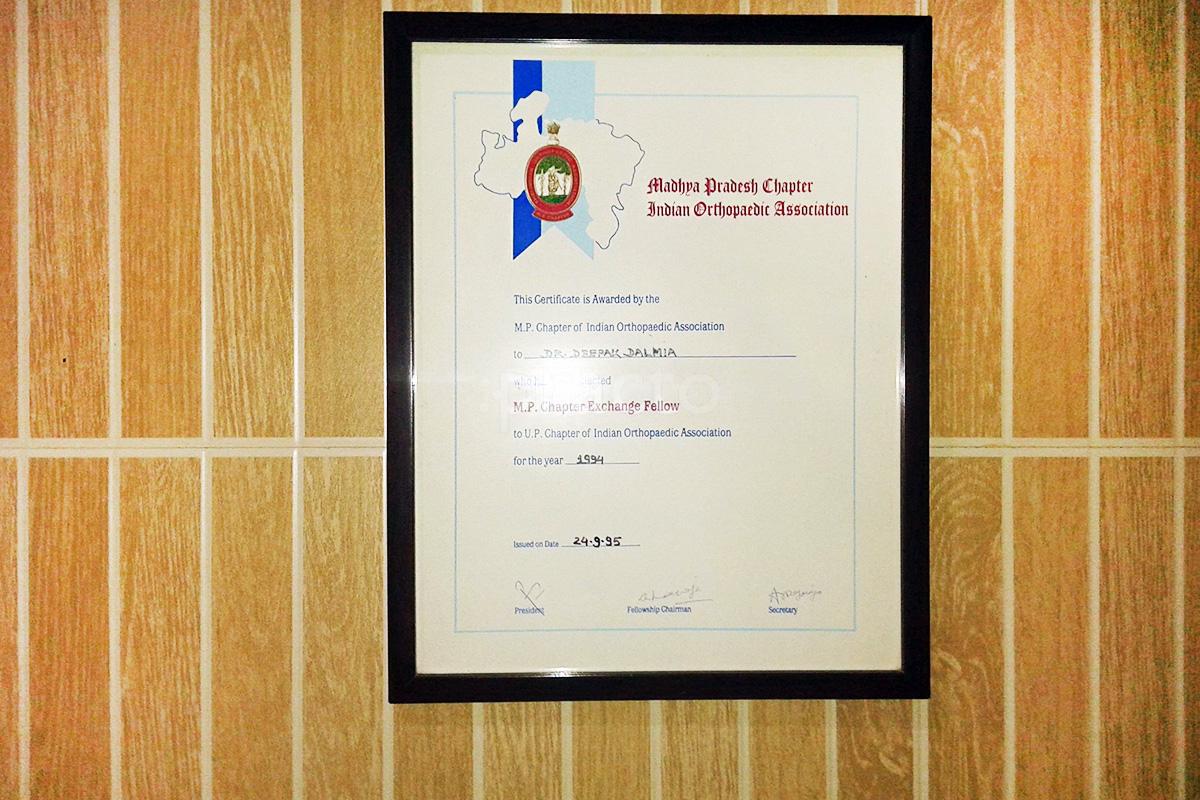 Madhya Pradesh Chapter
Indian Orthopaedic Association
This Certificate is Awarded by the
M.P. Chapter of Indian Orthopaedic Association
to DR. DEEPAK DALMIA
who
M.P. Chapter Exchange Fellow
to U.P. Chapter of Indian Orthopaedic Association
for the year 1994
Issued on Date 24.9.95
President
Fellowship Chairman
Secretary
practo